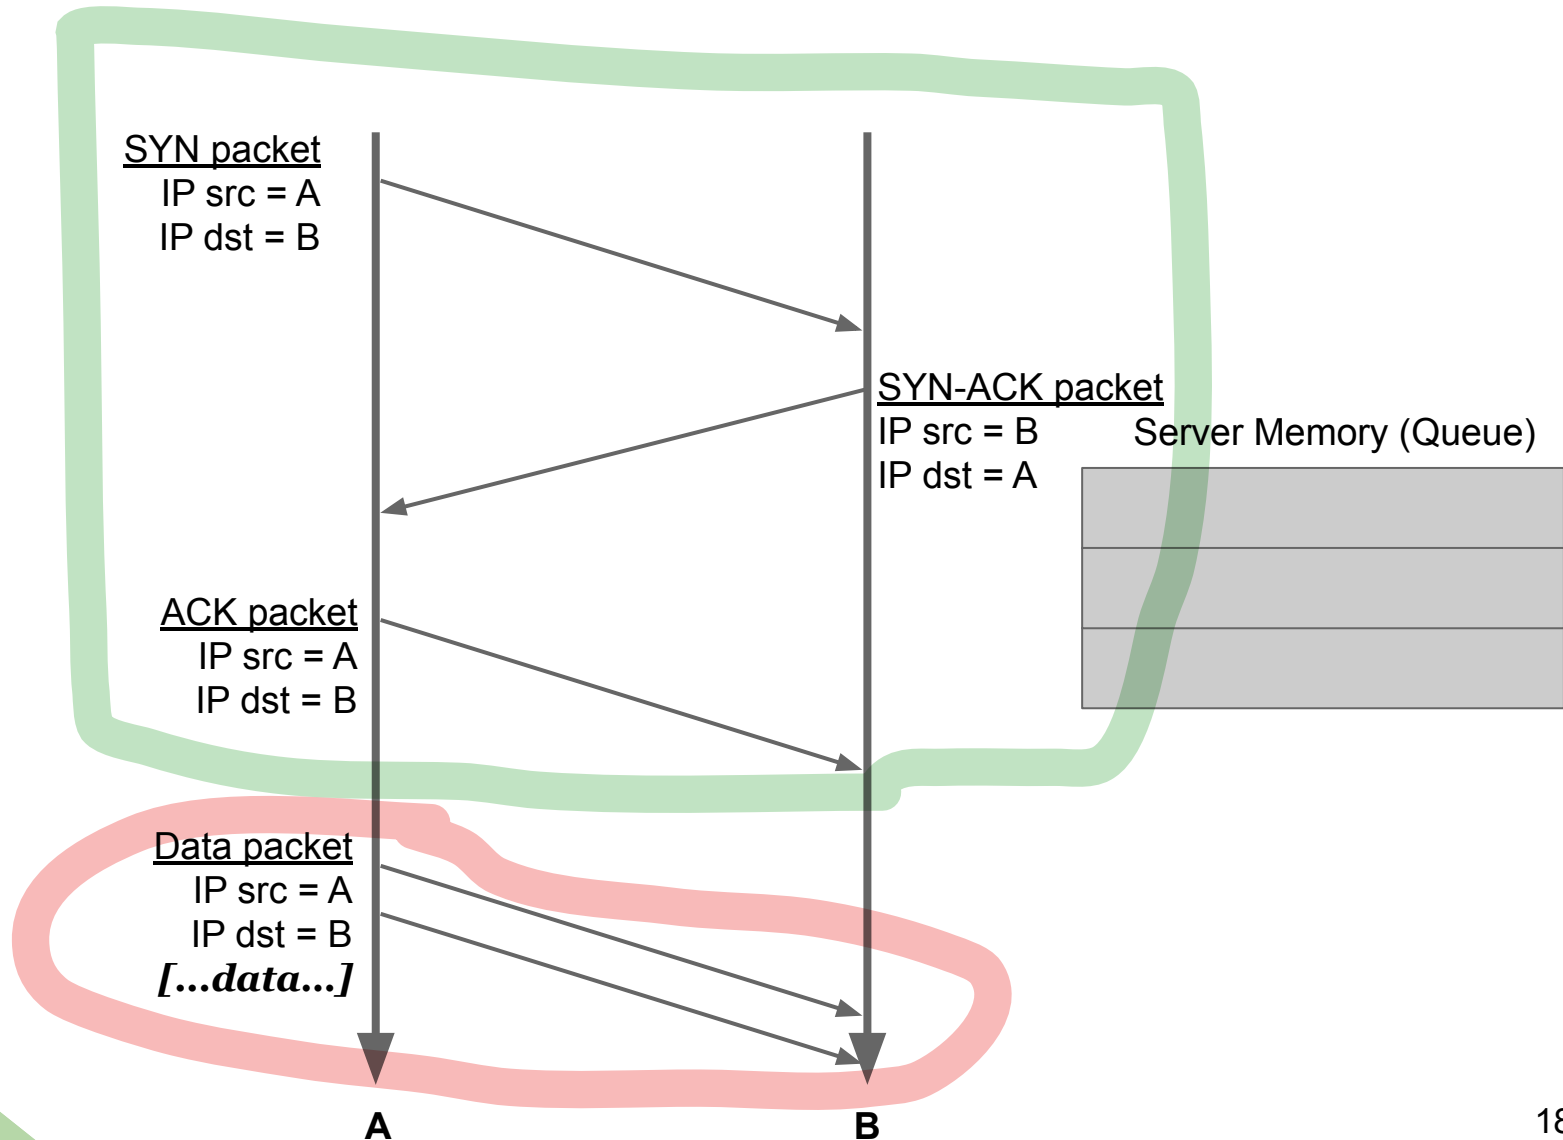 SYN packet
IP src = A
IP dst = B
SYN-ACK packet
IP src = B
IP dst = A
Server Memory (Queue)
ACK packet
IP src = A
IP dst = B
Data packet
IP src = A
IP dst = B
[...data...]
A
B
18